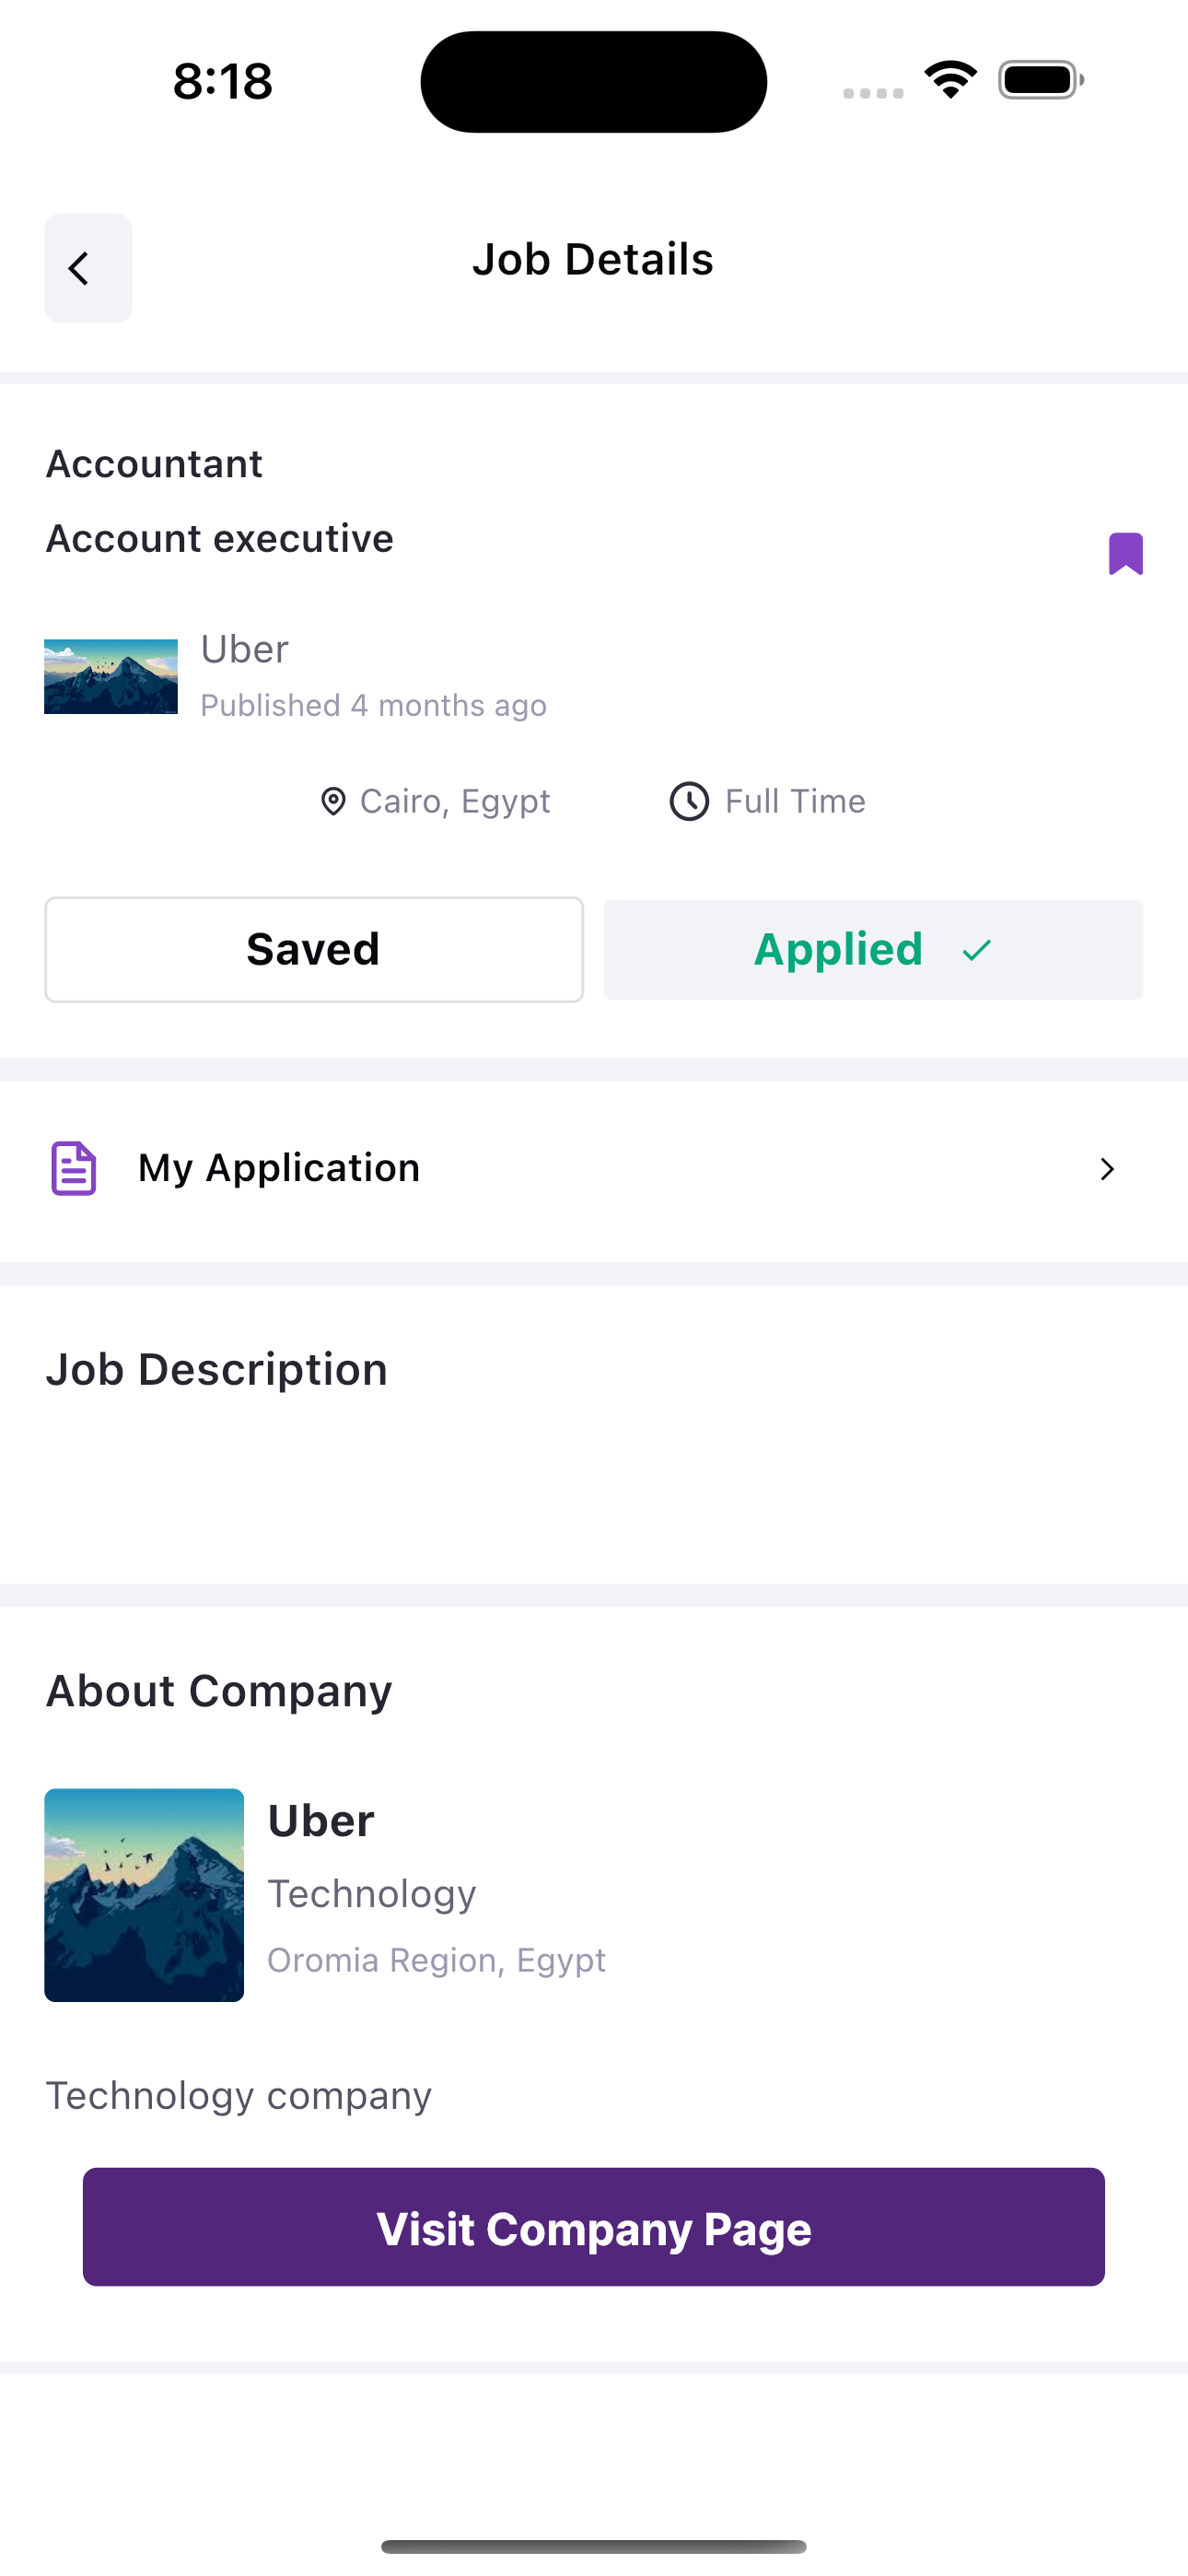 8:18
Job Details
Accountant
Account executive
Uber
Published 4 months ago
Cairo, Egypt
Full Time
Saved
Applied
My Application
Job Description
About Company
Uber
Technology
Oromia Region, Egypt
Technology company
Visit Company Page